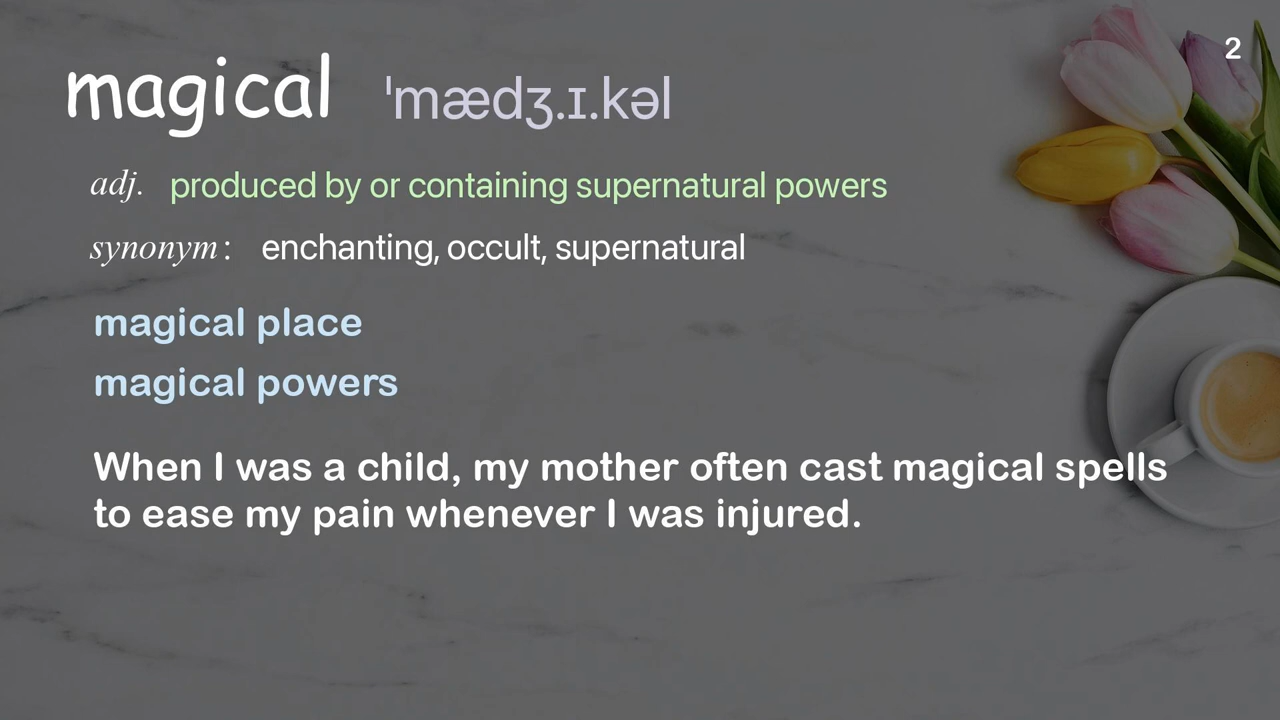 2
magical ˈmædʒ.ɪ.kəl
adj. produced by or containing supernatural powers
synonym: enchanting, occult, supernatural
magical place
magical powers
When I was a child, my mother often cast magical spells
to ease my pain whenever I was injured.